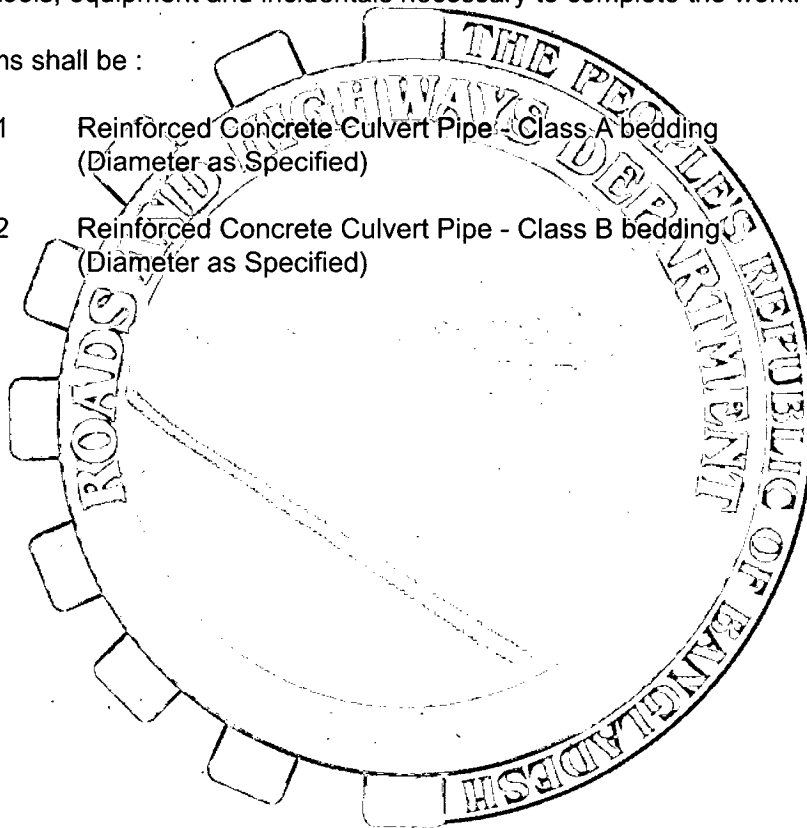 tools, equipment and incidentals necessary to complete the work.
ms shall be :
1 Reinforced Concrete Culvert Pipe - Class A bedding
(Diameter as Specified)
2 Reinforced Concrete Culvert Pipe - Class B bedding
(Diameter as Specified)
ROADS AND HIGHWAYS DEPARTMENT
THE PEOPLE'S REPUBLIC OF BANGLADESH